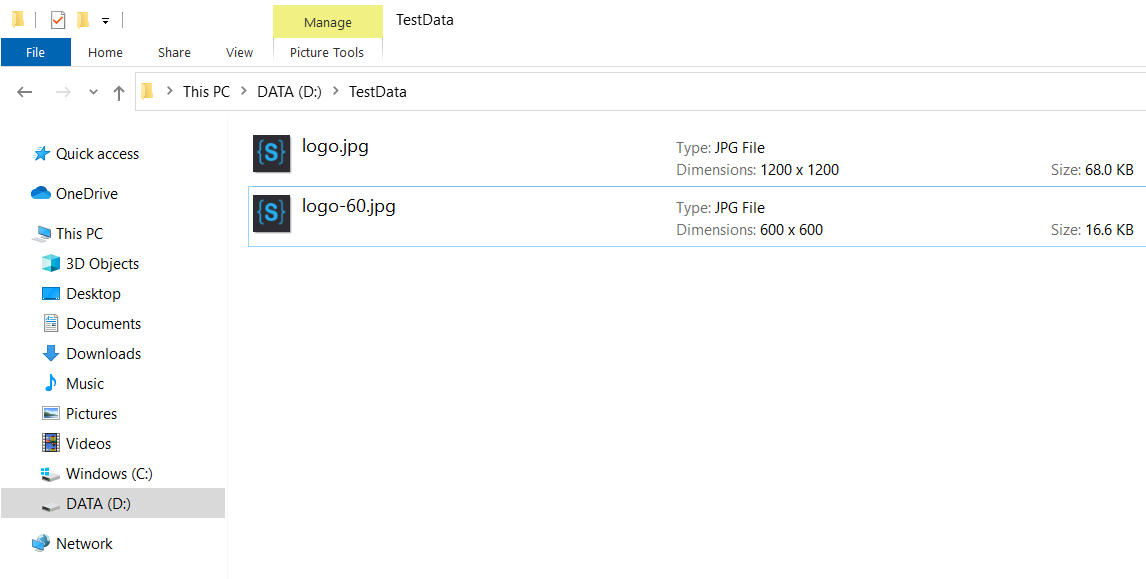 Manage TestData
File Home Share View Picture Tools
This PC DATA (D:) TestData
Quick access
OneDrive
This PC
3D Objects
Desktop
Documents
Downloads
Music
Pictures
Videos
Windows (C:)
DATA (D:)
Network
{S} logo.jpg Type: JPG File
Dimensions: 1200 x 1200 Size: 68.0 KB
{S} logo-60.jpg Type: JPG File
Dimensions: 600 x 600 Size: 16.6 KB